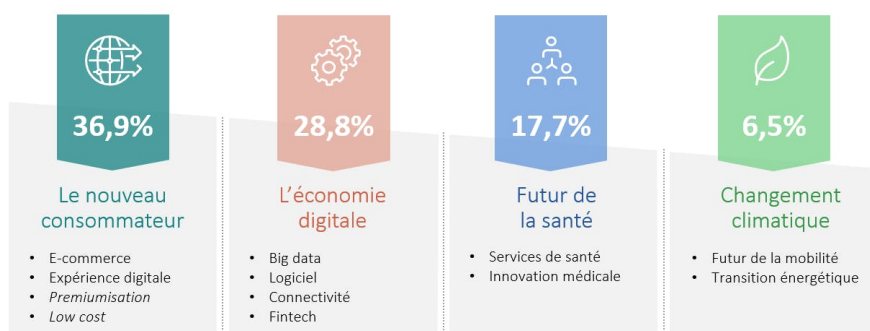 36,9%
Le nouveau
consommateur
• E-commerce
• Expérience digitale
• Premiumisation
• Low cost
28,8%
L'économie
digitale
• Big data
• Logiciel
• Connectivité
• Fintech
17,7%
Futur de
la santé
• Services de santé
• Innovation médicale
6,5%
Changement
climatique
• Futur de la mobilité
• Transition énergétique